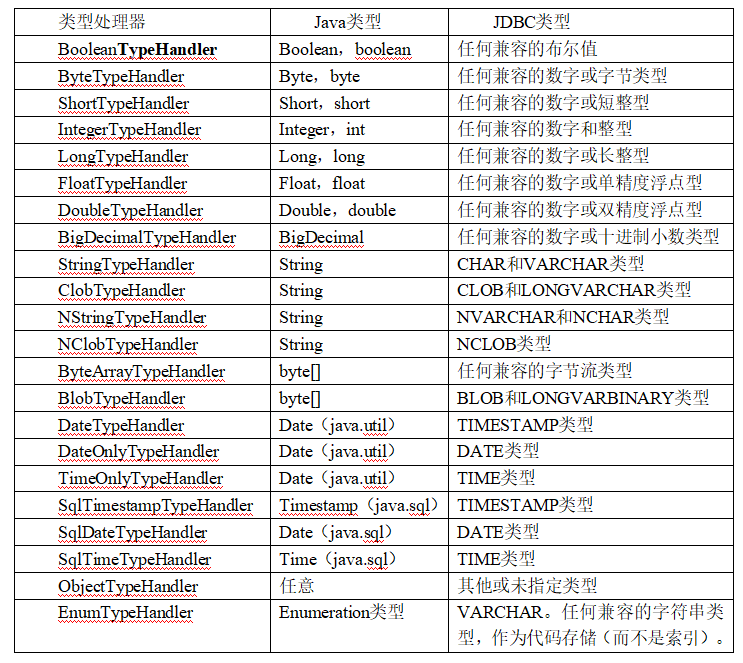 类型处理器 Java类型 JDBC类型
BooleanTypeHandler Boolean，boolean 任何兼容的布尔值
ByteTypeHandler Byte，byte 任何兼容的数字或字节类型
ShortTypeHandler Short，short 任何兼容的数字或短整型
IntegerTypeHandler Integer，int 任何兼容的数字和整型
LongTypeHandler Long，long 任何兼容的数字或长整型
FloatTypeHandler Float，float 任何兼容的数字或单精度浮点型
DoubleTypeHandler Double，double 任何兼容的数字或双精度浮点型
BigDecimalTypeHandler BigDecimal 任何兼容的数字或十进制小数类型
StringTypeHandler String CHAR和VARCHAR类型
ClobTypeHandler String CLOB和LONGVARCHAR类型
NStringTypeHandler String NVARCHAR和NCHAR类型
NClobTypeHandler String NCLOB类型
ByteArrayTypeHandler byte[] 任何兼容的字节流类型
BlobTypeHandler byte[] BLOB和LONGVARBINARY类型
DateTypeHandler Date（java.util） TIMESTAMP类型
DateOnlyTypeHandler Date（java.util） DATE类型
TimeOnlyTypeHandler Date（java.util） TIME类型
SqlTimestampTypeHandler Timestamp（java.sql） TIMESTAMP类型
SqlDateTypeHandler Date（java.sql） DATE类型
SqlTimeTypeHandler Time（java.sql） TIME类型
ObjectTypeHandler 任意 其他或未指定类型
EnumTypeHandler Enumeration类型 VARCHAR。任何兼容的字符串类
型，作为代码存储（而不是索引）。